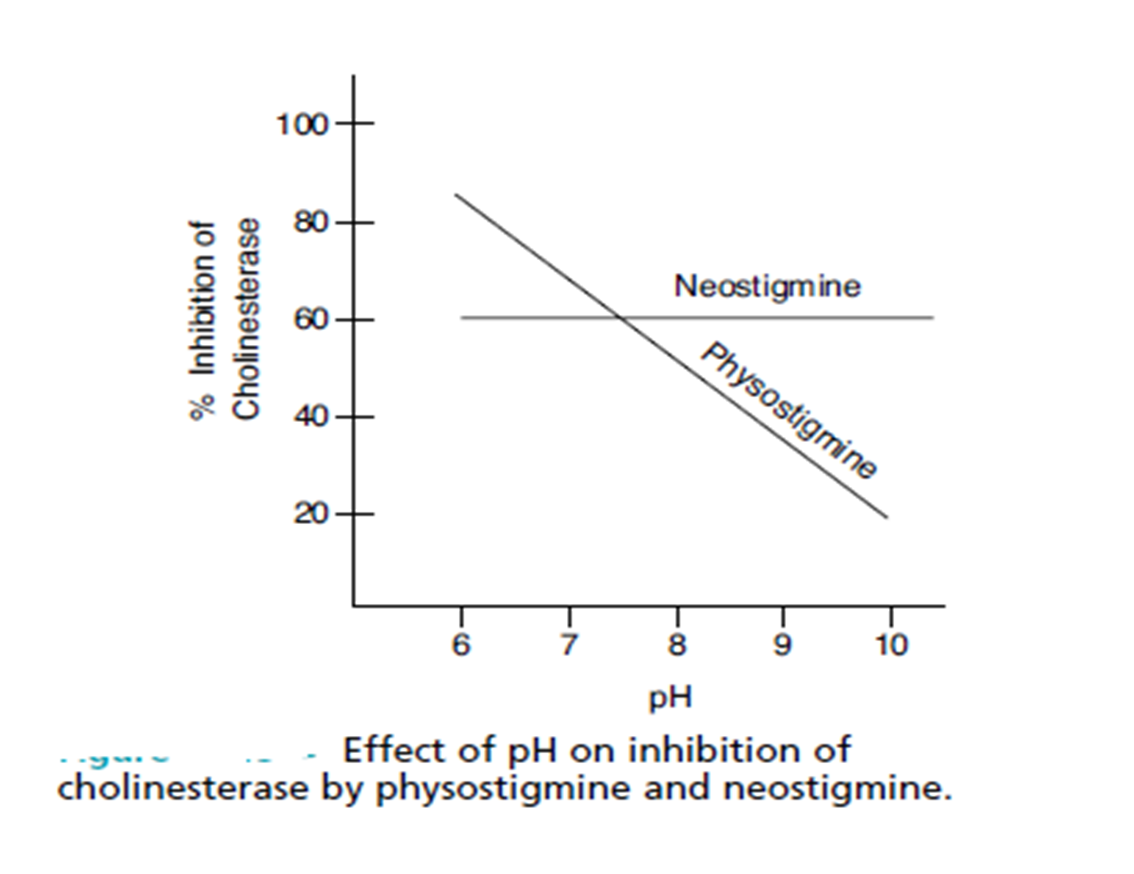 100
80
60
40
20
% Inhibition of
Cholinesterase
Neostigmine
Physostigmine
6 7 8 9 10
pH
Effect of pH on inhibition of
cholinesterase by physostigmine and neostigmine.